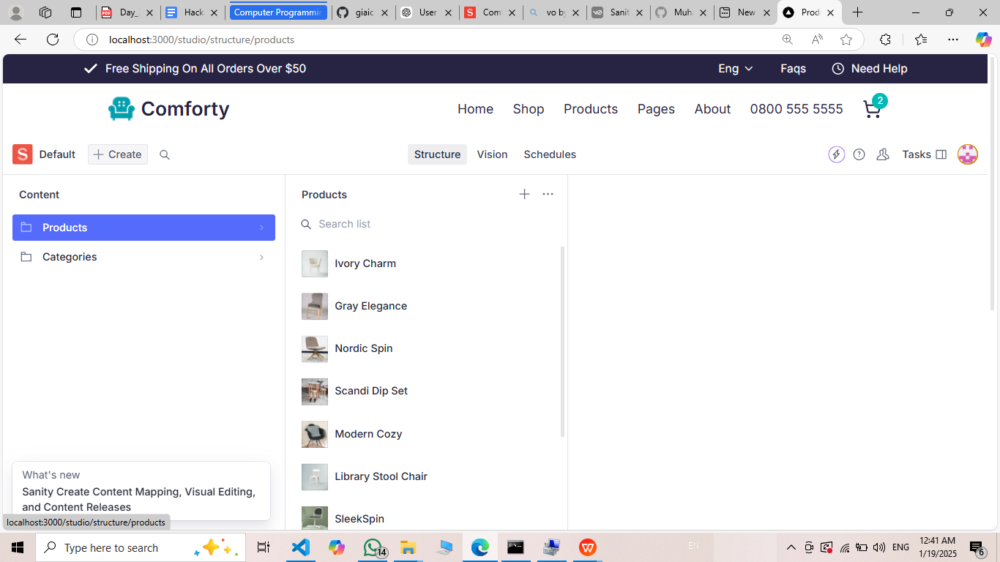 Day_
Hack
Computer Programmin
giaic
User
Com
vo by
Sanit
Muha
New
Prod
localhost:3000/studio/structure/products
Free Shipping On All Orders Over $50
Eng
Faqs
Need Help
Comforty
Home
Shop
Products
Pages
About
0800 555 5555
2
S
Default
Create
Structure
Vision
Schedules
Tasks
Content
Products
Products
Search list
Categories
Ivory Charm
Gray Elegance
Nordic Spin
Scandi Dip Set
Modern Cozy
Library Stool Chair
SleekSpin
What's new
Sanity Create Content Mapping, Visual Editing,
and Content Releases
localhost:3000/studio/structure/products
Type here to search
14
EN
ENG
12:41 AM
1/19/2025
6